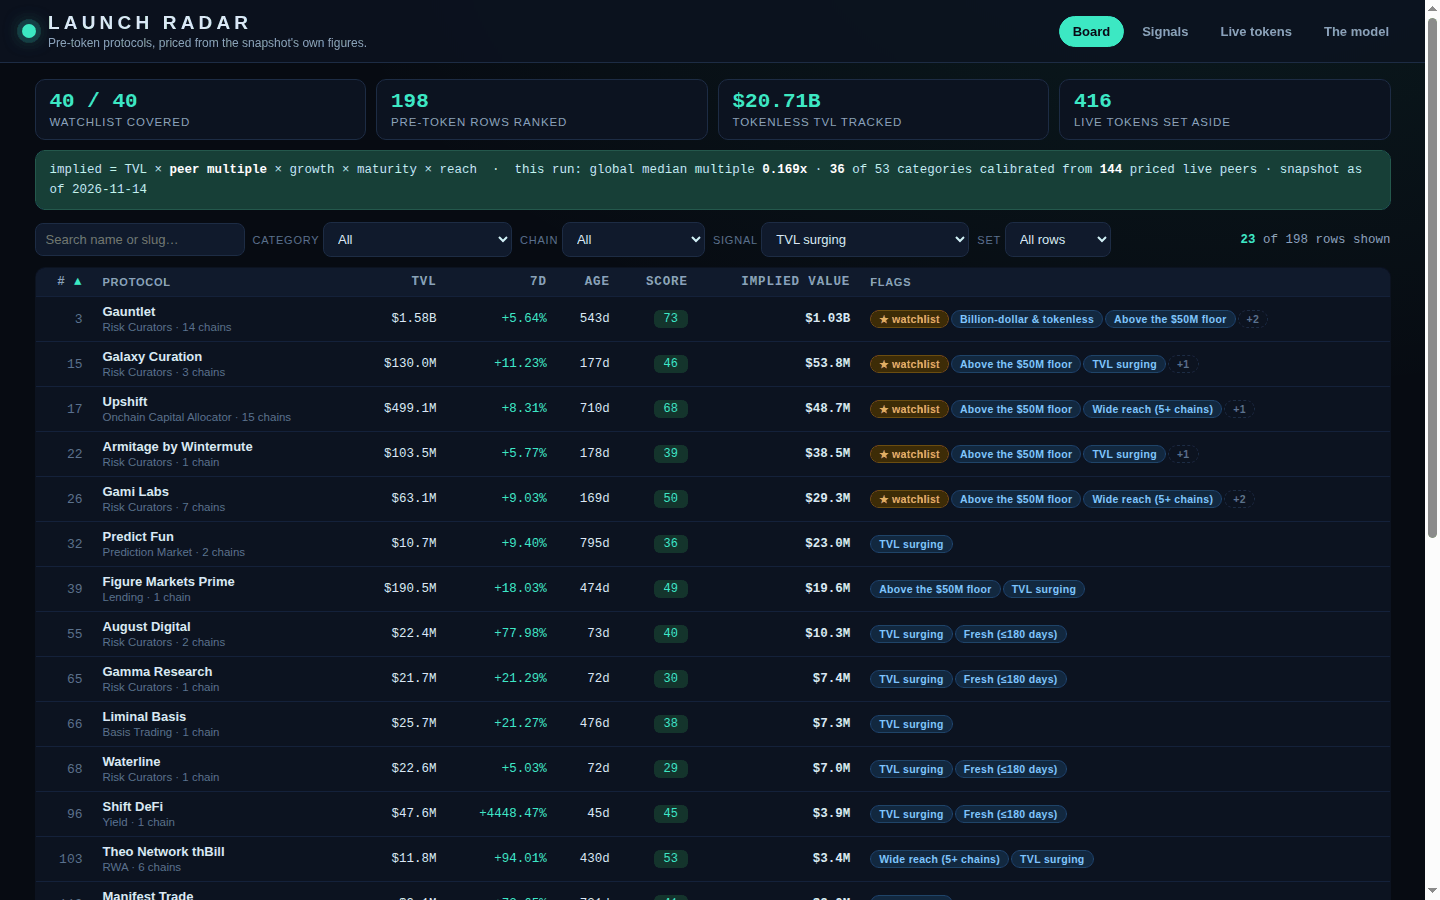 LAUNCH RADAR
Pre-token protocols, priced from the snapshot's own figures.
Board Signals Live tokens The model
40 / 40
WATCHLIST COVERED
198
PRE-TOKEN ROWS RANKED
$20.71B
TOKENLESS TVL TRACKED
416
LIVE TOKENS SET ASIDE
implied = TVL × peer multiple × growth × maturity × reach · this run: global median multiple 0.169x · 36 of 53 categories calibrated from 144 priced live peers · snapshot as
of 2026-11-14
Search name or slug… CATEGORY All CHAIN All SIGNAL TVL surging SET All rows 23 of 198 rows shown
# ▲ PROTOCOL TVL 7D AGE SCORE IMPLIED VALUE FLAGS
3 Gauntlet $1.58B +5.64% 543d 73 $1.03B ★ watchlist Billion-dollar & tokenless Above the $50M floor +2
Risk Curators · 14 chains
15 Galaxy Curation $130.0M +11.23% 177d 46 $53.8M ★ watchlist Above the $50M floor TVL surging +1
Risk Curators · 3 chains
17 Upshift $499.1M +8.31% 710d 68 $48.7M ★ watchlist Above the $50M floor Wide reach (5+ chains) +1
Onchain Capital Allocator · 15 chains
22 Armitage by Wintermute $103.5M +5.77% 178d 39 $38.5M ★ watchlist Above the $50M floor TVL surging +1
Risk Curators · 1 chain
26 Gami Labs $63.1M +9.03% 169d 50 $29.3M ★ watchlist Above the $50M floor Wide reach (5+ chains) +2
Risk Curators · 7 chains
32 Predict Fun $10.7M +9.40% 795d 36 $23.0M TVL surging
Prediction Market · 2 chains
39 Figure Markets Prime $190.5M +18.03% 474d 49 $19.6M Above the $50M floor TVL surging
Lending · 1 chain
55 August Digital $22.4M +77.98% 73d 40 $10.3M TVL surging Fresh (≤180 days)
Risk Curators · 2 chains
65 Gamma Research $21.7M +21.29% 72d 30 $7.4M TVL surging Fresh (≤180 days)
Risk Curators · 1 chain
66 Liminal Basis $25.7M +21.27% 476d 38 $7.3M TVL surging
Basis Trading · 1 chain
68 Waterline $22.6M +5.03% 72d 29 $7.0M TVL surging Fresh (≤180 days)
Risk Curators · 1 chain
96 Shift DeFi $47.6M +4448.47% 45d 45 $3.9M TVL surging Fresh (≤180 days)
Yield · 1 chain
103 Theo Network thBill $11.8M +94.01% 430d 53 $3.4M Wide reach (5+ chains) TVL surging
RWA · 6 chains
Manifest Trade